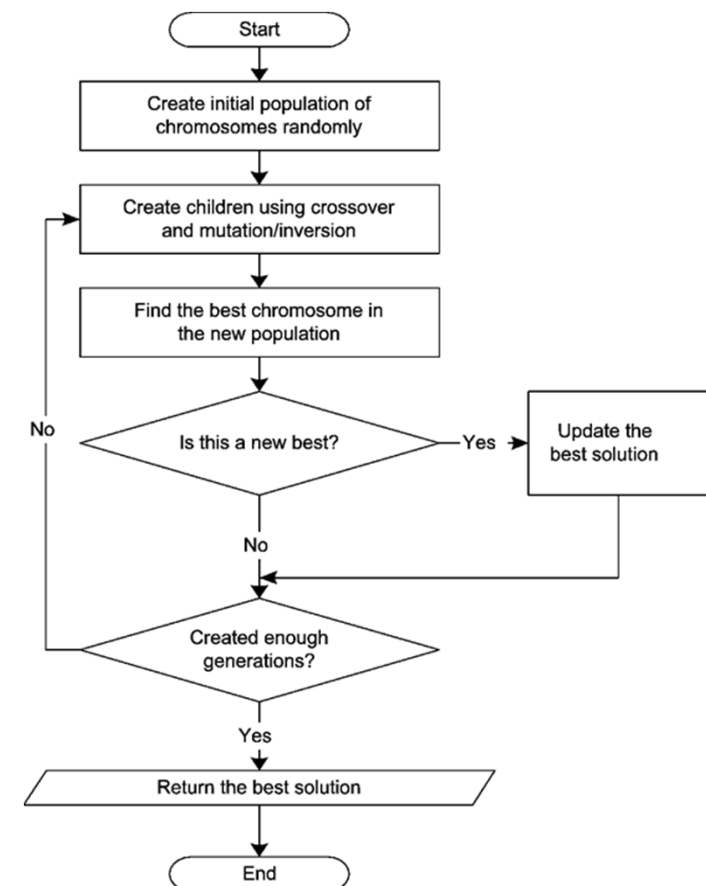 Start
Create initial population of
chromosomes randomly
Create children using crossover
and mutation/inversion
Find the best chromosome in
the new population
No
Is this a new best?
Yes
Update the
best solution
No
Created enough
generations?
Yes
Return the best solution
End